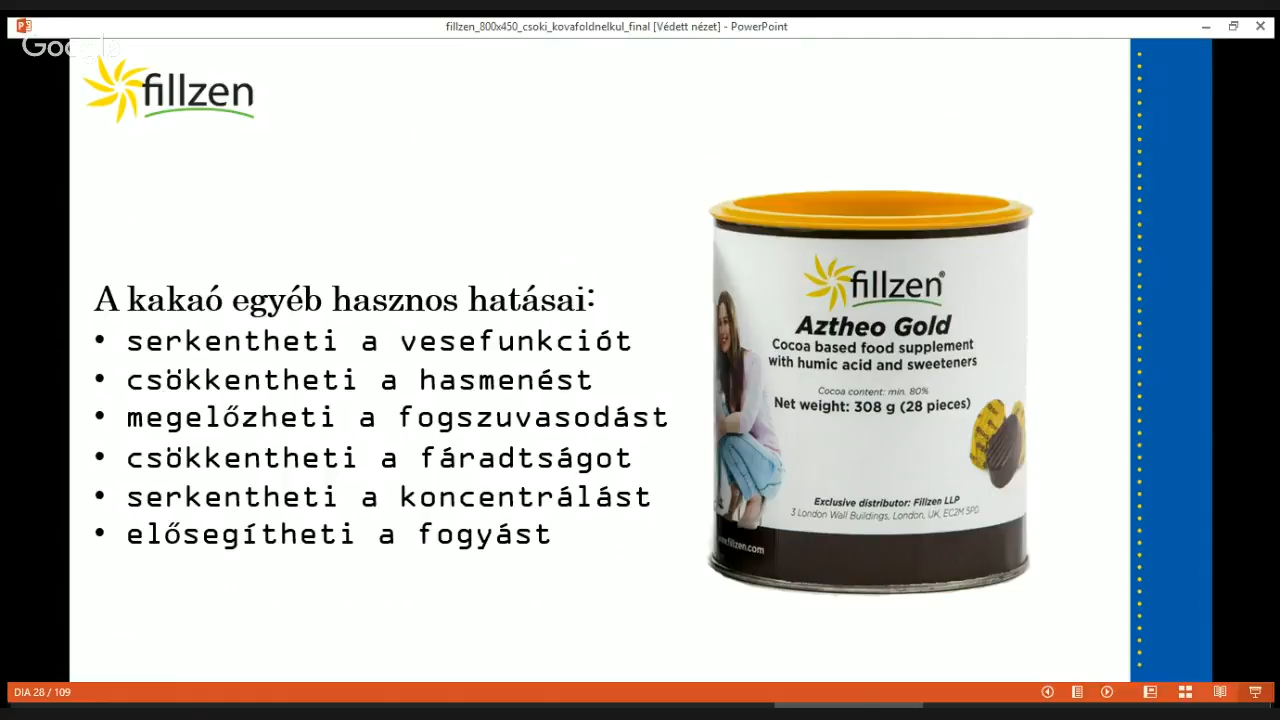 fillzen_800x450_csoki_kovafoldnelkul_final [Védett nézet] - PowerPoint
Google
fillzen
A kakaó egyéb hasznos hatásai:
• serkentheti a vesefunkciót
• csökkentheti a hasmenést
• megelőzheti a fogszuvasodást
• csökkentheti a fáradtságot
• serkentheti a koncentrálást
• elősegítheti a fogyást
fillzen®
Aztheo Gold
Cocoa based food supplement
with humic acid and sweeteners
Cocoa content: min. 80%
Net weight: 308 g (28 pieces)
Exclusive distributor: Fillzen LLP
3 London Wall Buildings, London, UK, EC2M 5PD
www.fillzen.com
DIA 28 / 109